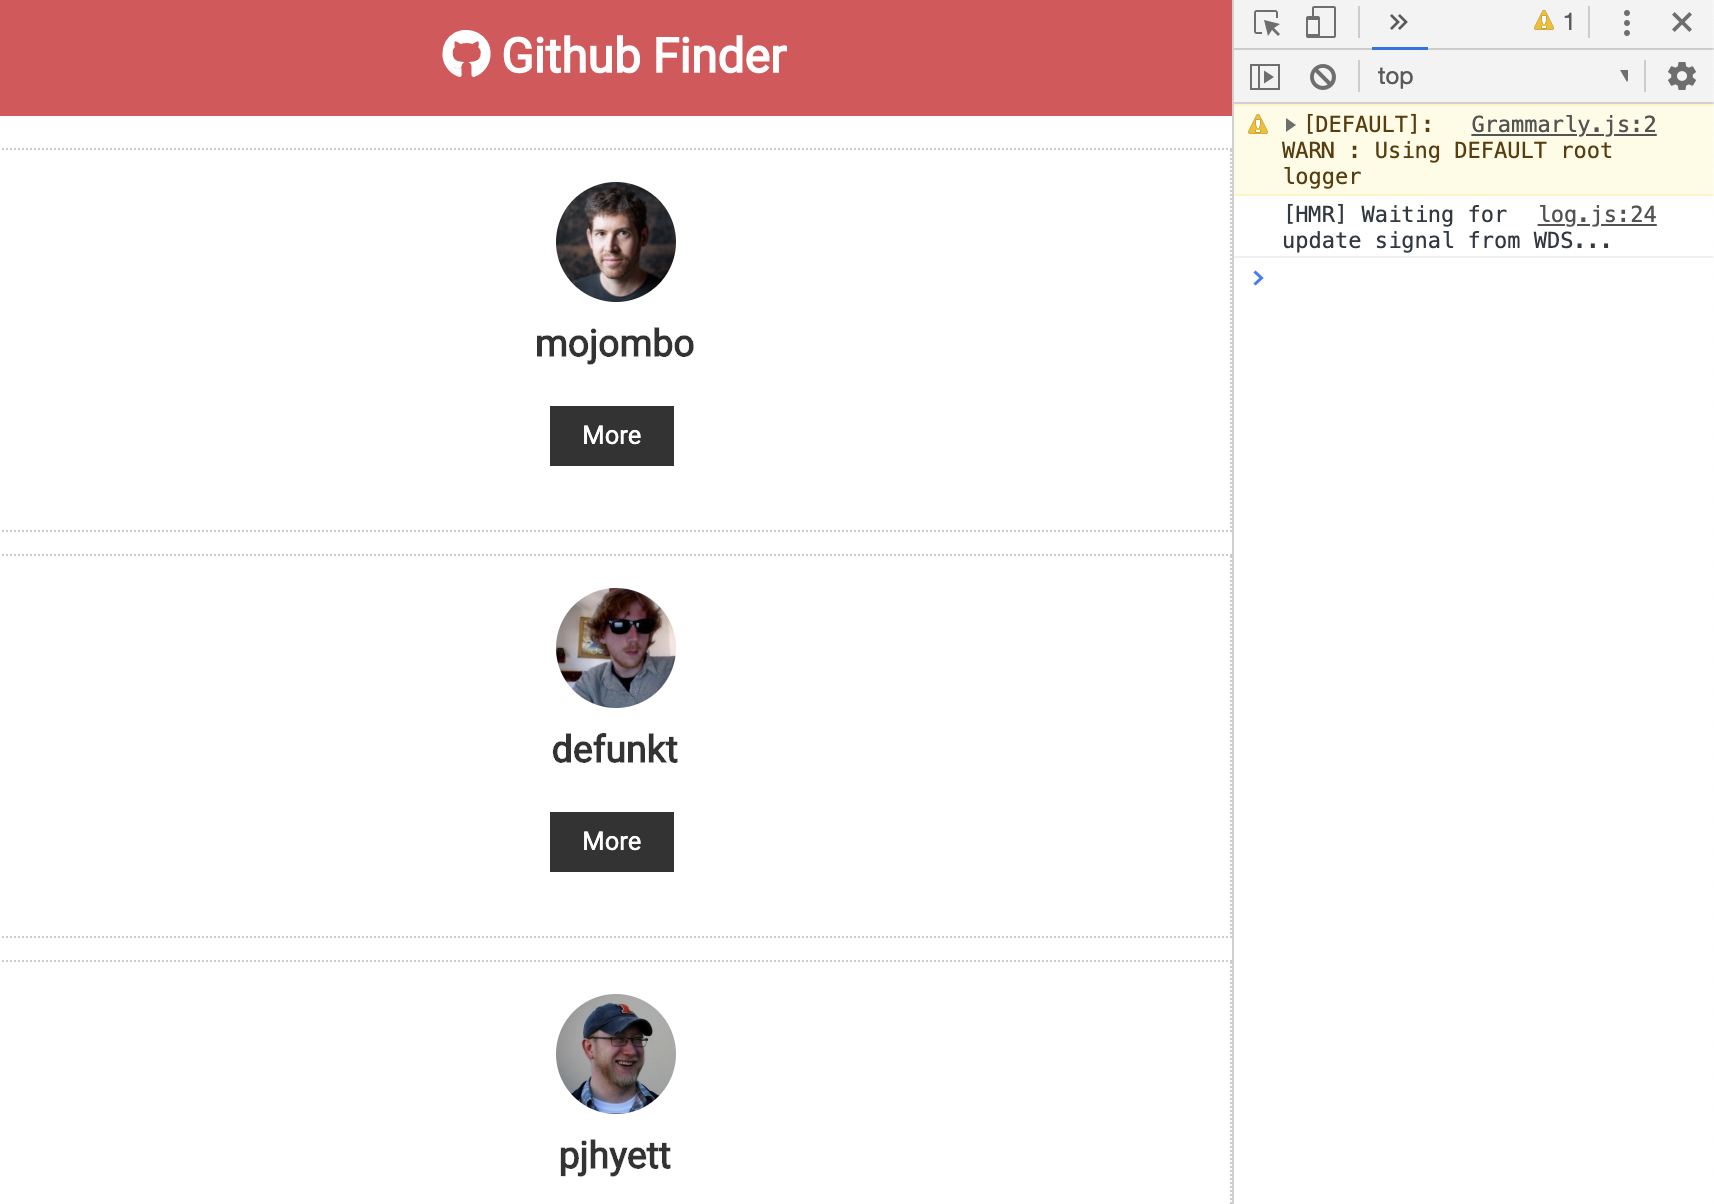 Github Finder
mojombo
More
defunkt
More
pjhyett
1
top
[DEFAULT]: Grammarly.js:2
WARN : Using DEFAULT root
logger
[HMR] Waiting for log.js:24
update signal from WDS...